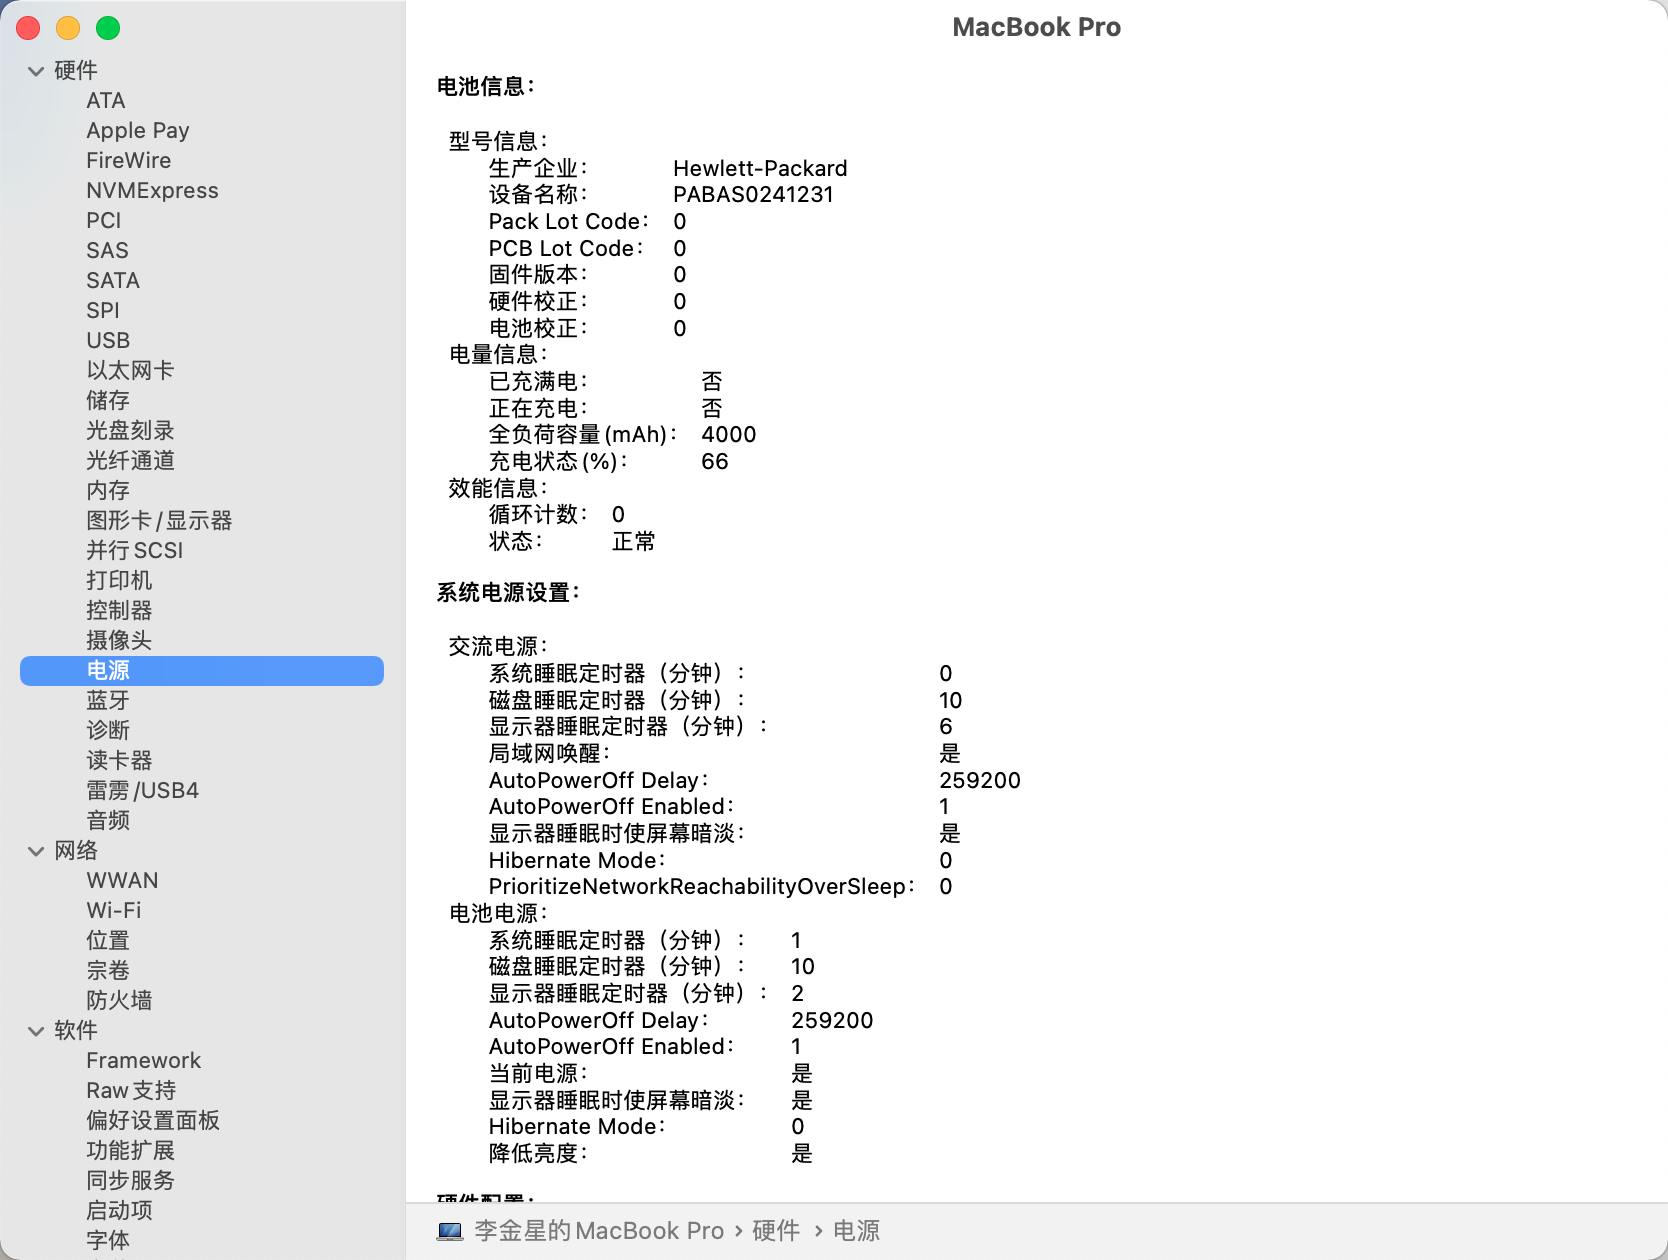 MacBook Pro
硬件
ATA
Apple Pay
FireWire
NVMExpress
PCI
SAS
SATA
SPI
USB
以太网卡
储存
光盘刻录
光纤通道
内存
图形卡/显示器
并行SCSI
打印机
控制器
摄像头
电源
蓝牙
诊断
读卡器
雷雳/USB4
音频
网络
WWAN
Wi-Fi
位置
宗卷
防火墙
软件
Framework
Raw支持
偏好设置面板
功能扩展
同步服务
启动项
字体
电池信息：
型号信息：
生产企业： Hewlett-Packard
设备名称： PABAS0241231
Pack Lot Code： 0
PCB Lot Code： 0
固件版本： 0
硬件校正： 0
电池校正： 0
电量信息：
已充满电： 否
正在充电： 否
全负荷容量(mAh)： 4000
充电状态(%)： 66
效能信息：
循环计数： 0
状态： 正常
系统电源设置：
交流电源：
系统睡眠定时器（分钟）： 0
磁盘睡眠定时器（分钟）： 10
显示器睡眠定时器（分钟）： 6
局域网唤醒： 是
AutoPowerOff Delay： 259200
AutoPowerOff Enabled： 1
显示器睡眠时使屏幕暗淡： 是
Hibernate Mode： 0
PrioritizeNetworkReachabilityOverSleep： 0
电池电源：
系统睡眠定时器（分钟）： 1
磁盘睡眠定时器（分钟）： 10
显示器睡眠定时器（分钟）： 2
AutoPowerOff Delay： 259200
AutoPowerOff Enabled： 1
当前电源： 是
显示器睡眠时使屏幕暗淡： 是
Hibernate Mode： 0
降低亮度： 是
硬件配置：
李金星的MacBook Pro › 硬件 › 电源